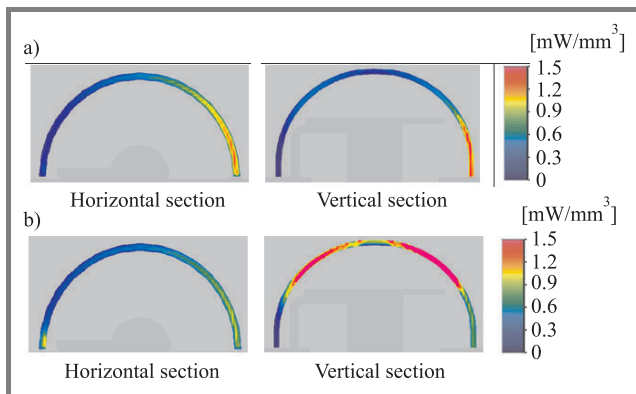 a)
[mW/mm³]
1.5
1.2
0.9
0.6
0.3
0
Horizontal section
Vertical section
b)
[mW/mm³]
1.5
1.2
0.9
0.6
0.3
0
Horizontal section
Vertical section